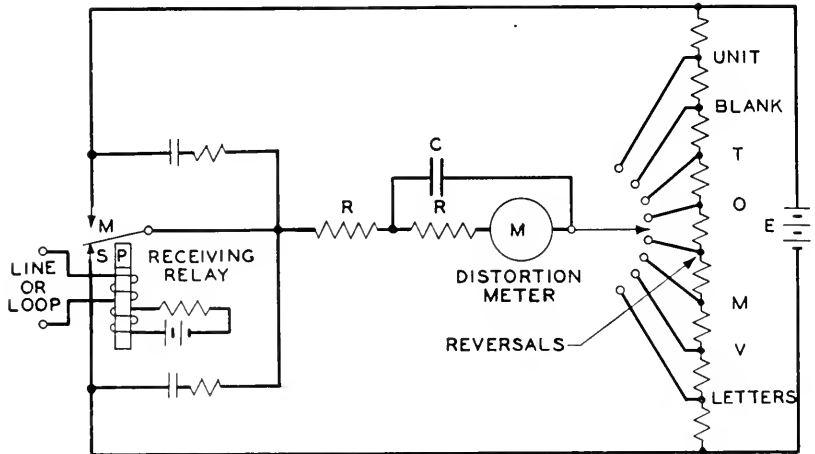 UNIT
BLANK
T
O
C
R
R
M
E
M
S
P
RECEIVING
RELAY
LINE
OR
LOOP
DISTORTION
METER
REVERSALS
M
V
LETTERS